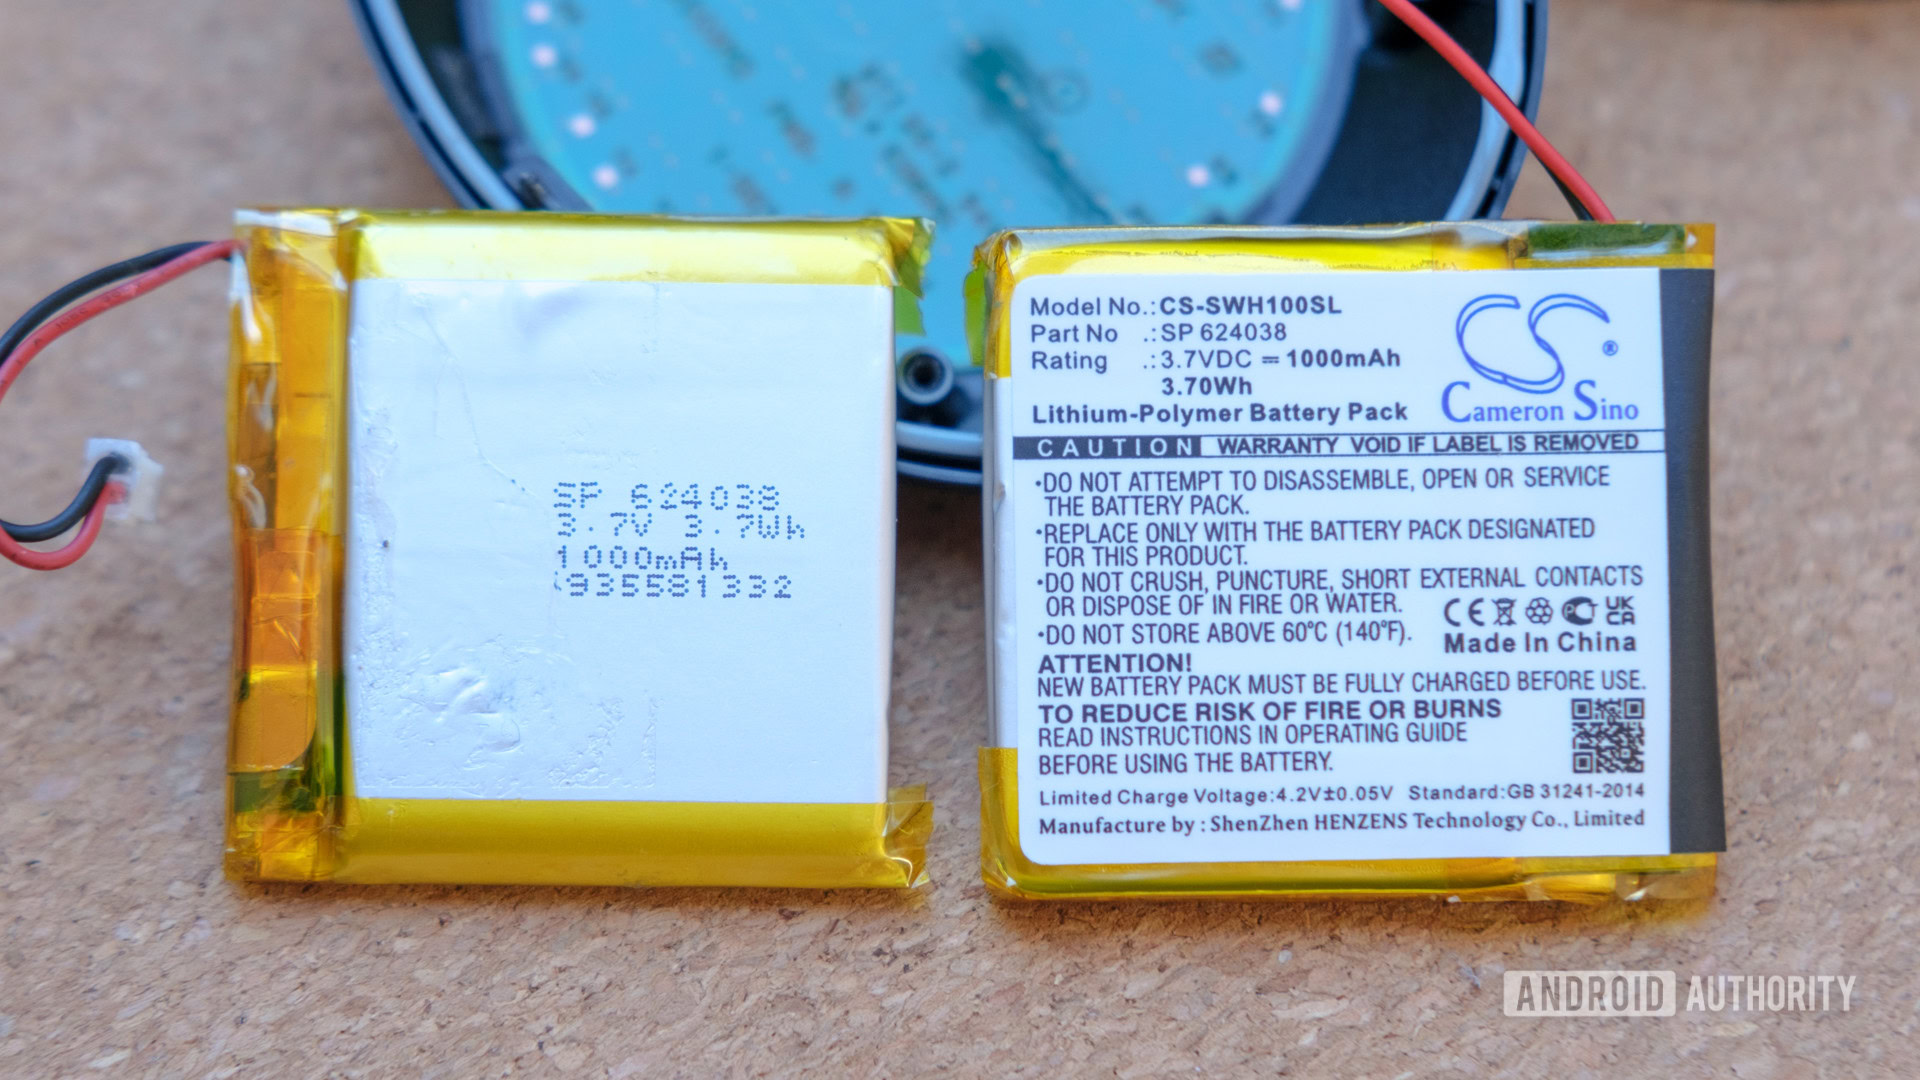 SP 624038
3.7V 3.7Wh
1000mAh
935581332
Model No.:CS-SWH100SL
Part No .:SP 624038
Rating .:3.7VDC ⎓ 1000mAh
3.70Wh
Lithium-Polymer Battery Pack
CS®
Cameron Sino
CAUTION WARRANTY VOID IF LABEL IS REMOVED
•DO NOT ATTEMPT TO DISASSEMBLE, OPEN OR SERVICE
THE BATTERY PACK.
•REPLACE ONLY WITH THE BATTERY PACK DESIGNATED
FOR THIS PRODUCT.
•DO NOT CRUSH, PUNCTURE, SHORT EXTERNAL CONTACTS
OR DISPOSE OF IN FIRE OR WATER.
•DO NOT STORE ABOVE 60°C (140°F).
CE UK CA
Made In China
ATTENTION!
NEW BATTERY PACK MUST BE FULLY CHARGED BEFORE USE.
TO REDUCE RISK OF FIRE OR BURNS
READ INSTRUCTIONS IN OPERATING GUIDE
BEFORE USING THE BATTERY.
Limited Charge Voltage:4.2V±0.05V Standard:GB 31241-2014
Manufacture by : ShenZhen HENZENS Technology Co., Limited
ANDROID AUTHORITY